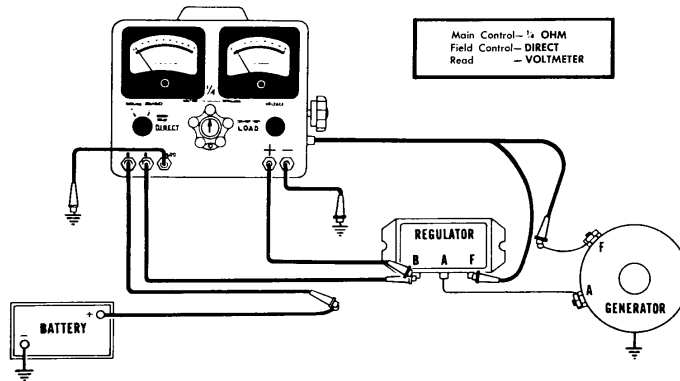 Main Control— ¼ OHM
Field Control— DIRECT
Read — VOLTMETER
¼
DIRECT
LOAD
+ −
REGULATOR
B A F
F
A
GENERATOR
+
BATTERY
−